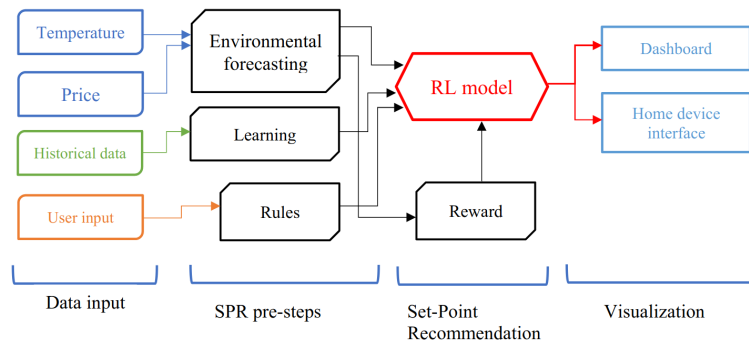 Temperature
Price
Historical data
User input
Environmental
forecasting
Learning
Rules
RL model
Reward
Dashboard
Home device
interface
Data input
SPR pre-steps
Set-Point
Recommendation
Visualization